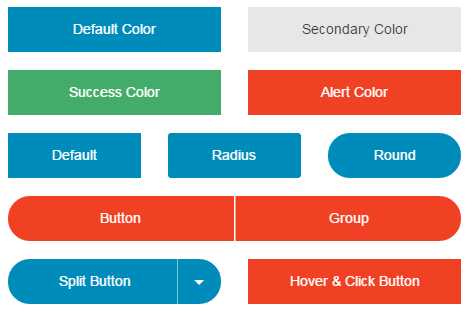 Default Color
Secondary Color
Success Color
Alert Color
Default
Radius
Round
Button
Group
Split Button
Hover & Click Button